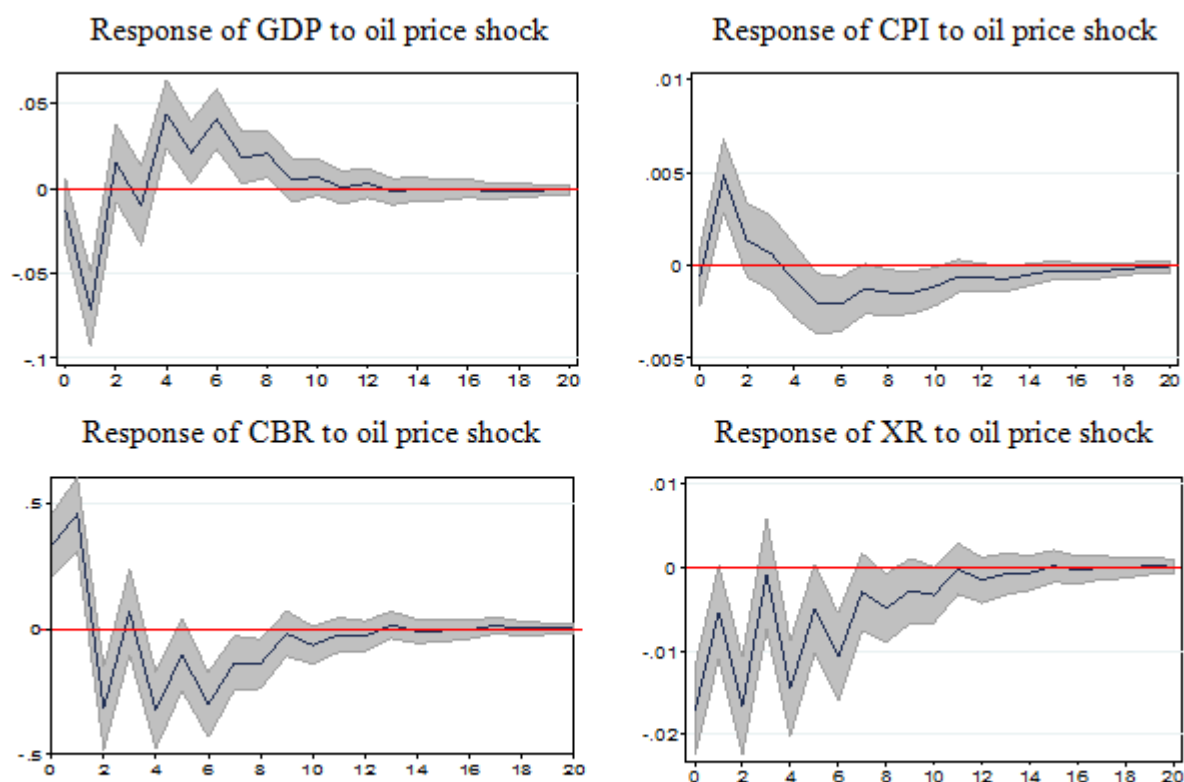 Response of GDP to oil price shock
.05
0
-.05
-.1
0 2 4 6 8 10 12 14 16 18 20
Response of CPI to oil price shock
.01
.005
0
-.005
0 2 4 6 8 10 12 14 16 18 20
Response of CBR to oil price shock
.5
0
-.5
0 2 4 6 8 10 12 14 16 18 20
Response of XR to oil price shock
.01
0
-.01
-.02
0 2 4 6 8 10 12 14 16 18 20